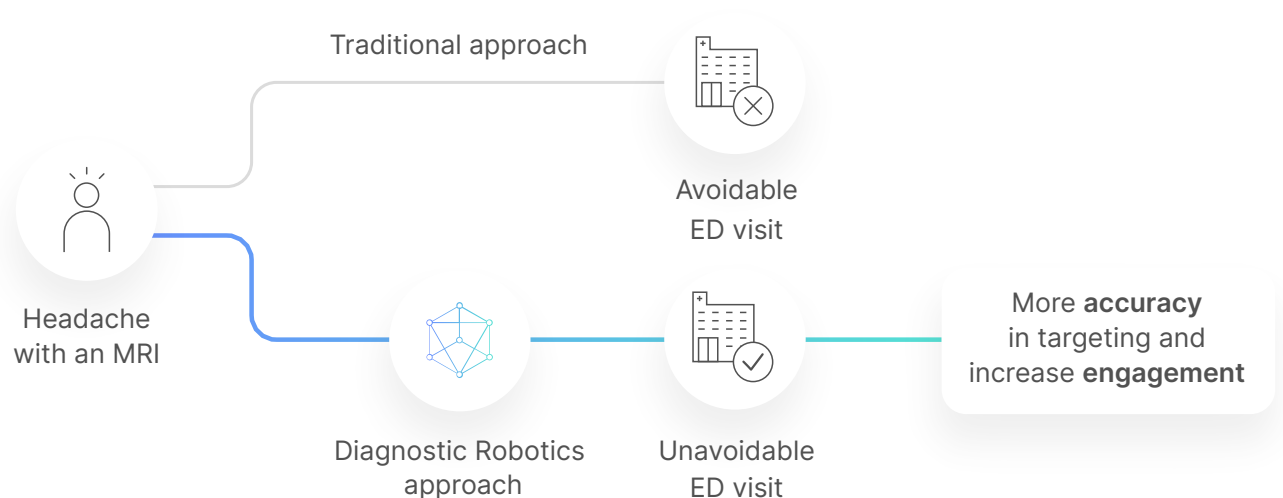 Traditional approach
Avoidable
ED visit
Headache
with an MRI
Diagnostic Robotics
approach
Unavoidable
ED visit
More accuracy
in targeting and
increase engagement